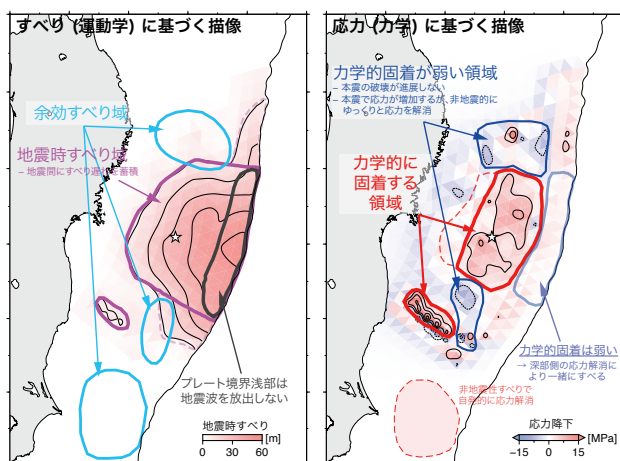 すべり (運動学) に基づく描像
余効すべり域
地震時すべり域
– 地震間にすべり遅れを蓄積
プレート境界浅部は
地震波を放出しない
地震時すべり
[m]
0 30 60
応力 (力学) に基づく描像
力学的固着が弱い領域
– 本震の破壊が進展しない
– 本震で応力が増加するが、非地震的に
ゆっくりと応力を解消
力学的に
固着する
領域
力学的固着は弱い
→ 深部側の応力解消に
より一緒にすべる
非地震性すべりで
自発的に応力解消
応力降下
[MPa]
−15 0 15